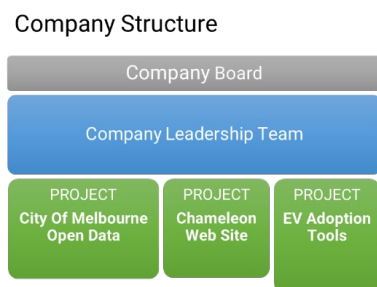 Company Structure
Company Board
Company Leadership Team
PROJECT
City Of Melbourne
Open Data
PROJECT
Chameleon
Web Site
PROJECT
EV Adoption
Tools